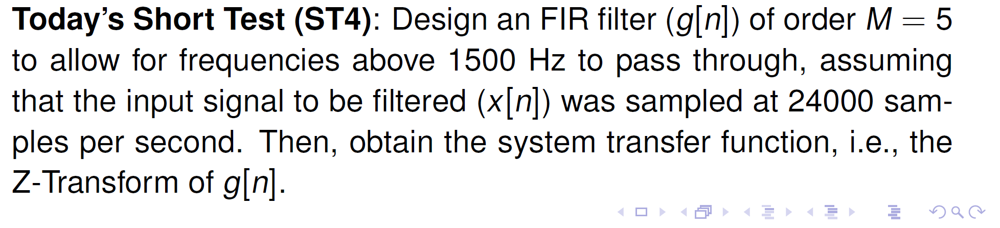 Today's Short Test (ST4): Design an FIR filter (g[n]) of order M = 5
to allow for frequencies above 1500 Hz to pass through, assuming
that the input signal to be filtered (x[n]) was sampled at 24000 sam-
ples per second. Then, obtain the system transfer function, i.e., the
Z-Transform of g[n].